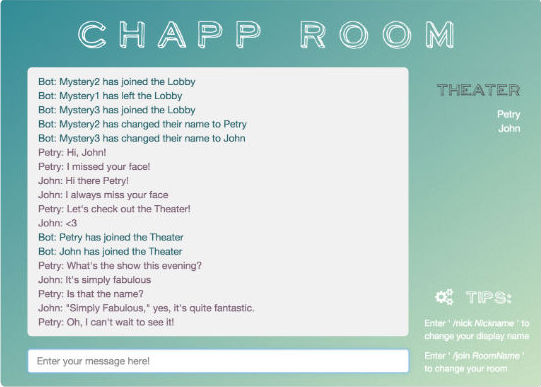 CHAPP ROOM
Bot: Mystery2 has joined the Lobby
Bot: Mystery1 has left the Lobby
Bot: Mystery3 has joined the Lobby
Bot: Mystery2 has changed their name to Petry
Bot: Mystery3 has changed their name to John
Petry: Hi, John!
Petry: I missed your face!
John: Hi there Petry!
John: I always miss your face
Petry: Let's check out the Theater!
John: <3
Bot: Petry has joined the Theater
Bot: John has joined the Theater
Petry: What's the show this evening?
John: It's simply fabulous
Petry: Is that the name?
John: "Simply Fabulous," yes, it's quite fantastic.
Petry: Oh, I can't wait to see it!
Enter your message here!
THEATER
Petry
John
TIPS:
Enter ' /nick Nickname ' to
change your display name
Enter ' /join RoomName '
to change your room